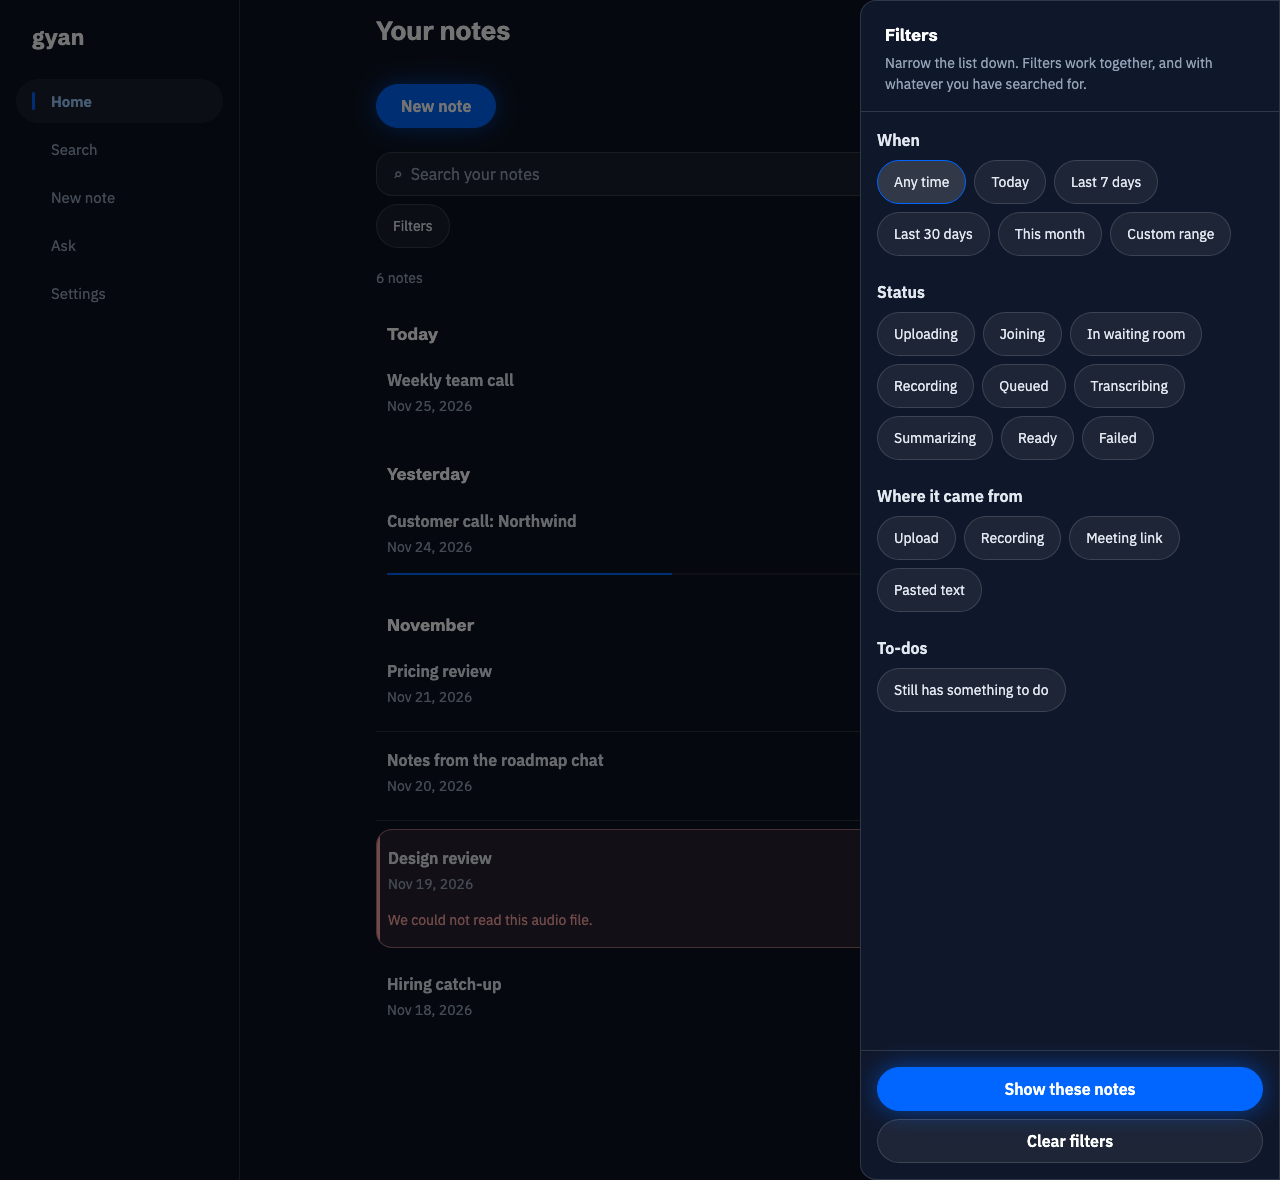 gyan
Home
Search
New note
Ask
Settings
Your notes
New note
Search your notes
Filters
6 notes
Today
Weekly team call
Nov 25, 2026
Yesterday
Customer call: Northwind
Nov 24, 2026
November
Pricing review
Nov 21, 2026
Notes from the roadmap chat
Nov 20, 2026
Design review
Nov 19, 2026
We could not read this audio file.
Hiring catch-up
Nov 18, 2026
Filters
Narrow the list down. Filters work together, and with
whatever you have searched for.
When
Any time Today Last 7 days
Last 30 days This month Custom range
Status
Uploading Joining In waiting room
Recording Queued Transcribing
Summarizing Ready Failed
Where it came from
Upload Recording Meeting link
Pasted text
To-dos
Still has something to do
Show these notes
Clear filters